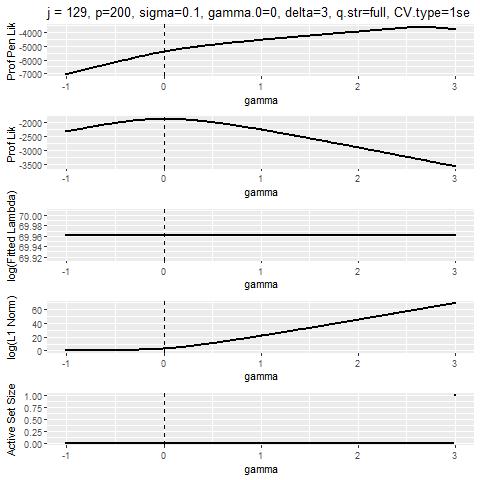 j = 129, p=200, sigma=0.1, gamma.0=0, delta=3, q.str=full, CV.type=1se
Prof Pen Lik
-4000
-5000
-6000
-7000
-1 0 1 2 3
gamma
Prof Lik
-2000
-2500
-3000
-3500
-1 0 1 2 3
gamma
log(Fitted Lambda)
70.00
69.98
69.96
69.94
69.92
-1 0 1 2 3
gamma
log(L1 Norm)
60
40
20
0
-1 0 1 2 3
gamma
Active Set Size
1.00
0.75
0.50
0.25
0.00
-1 0 1 2 3
gamma